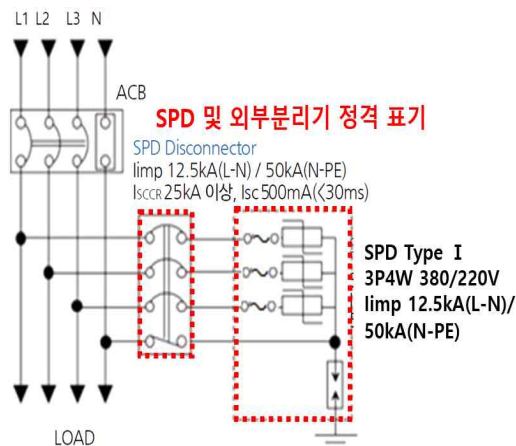 L1 L2 L3 N
ACB
SPD 및 외부분리기 정격 표기
SPD Disconnector
Iimp 12.5kA(L-N) / 50kA(N-PE)
ISCCR 25kA 이상, Isc 500mA(<30ms)
SPD Type Ⅰ
3P4W 380/220V
Iimp 12.5kA(L-N)/
50kA(N-PE)
LOAD